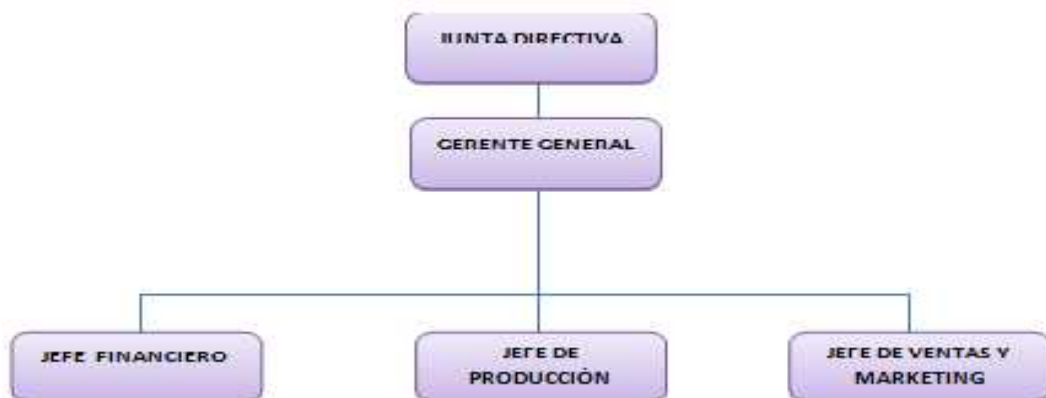 JUNTA DIRECTIVA
GERENTE GENERAL
JEFE FINANCIERO
JEFE DE
PRODUCCIÓN
JEFE DE VENTAS Y
MARKETING